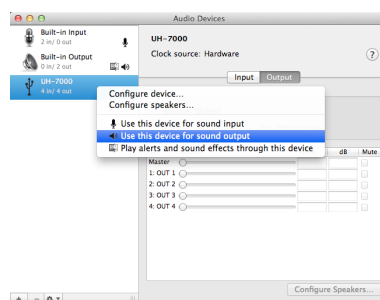 Audio Devices
Built-in Input
2 in/ 0 out
Built-in Output
0 in/ 2 out
UH-7000
4 in/ 4 out
UH-7000
Clock source: Hardware
?
Input Output
Configure device...
Configure speakers...
Use this device for sound input
Use this device for sound output
Play alerts and sound effects through this device
dB Mute
Master
1: OUT 1
2: OUT 2
3: OUT 3
4: OUT 4
Configure Speakers...